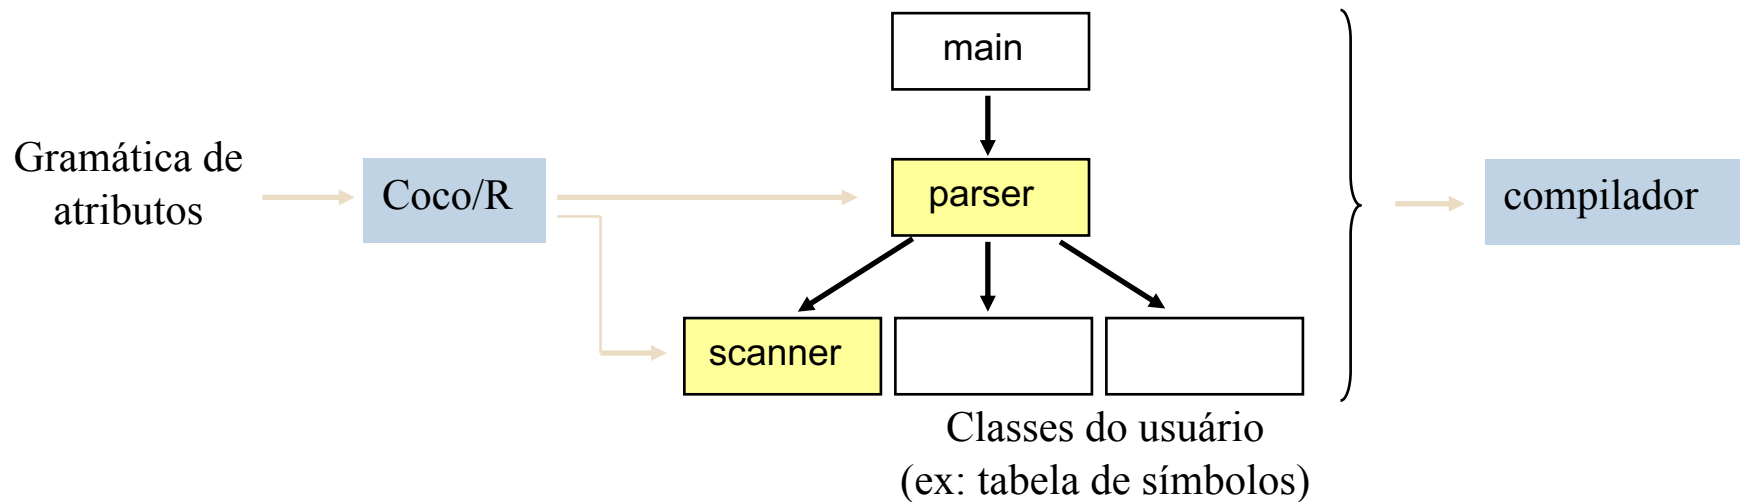 main
Gramática de
atributos
Coco/R
parser
compilador
scanner
Classes do usuário
(ex: tabela de símbolos)